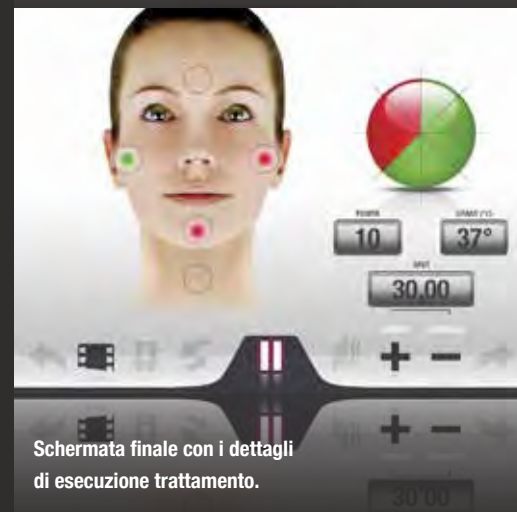 POWER
10
37°
30,00
Schermata finale con i dettagli
di esecuzione trattamento.
30,00